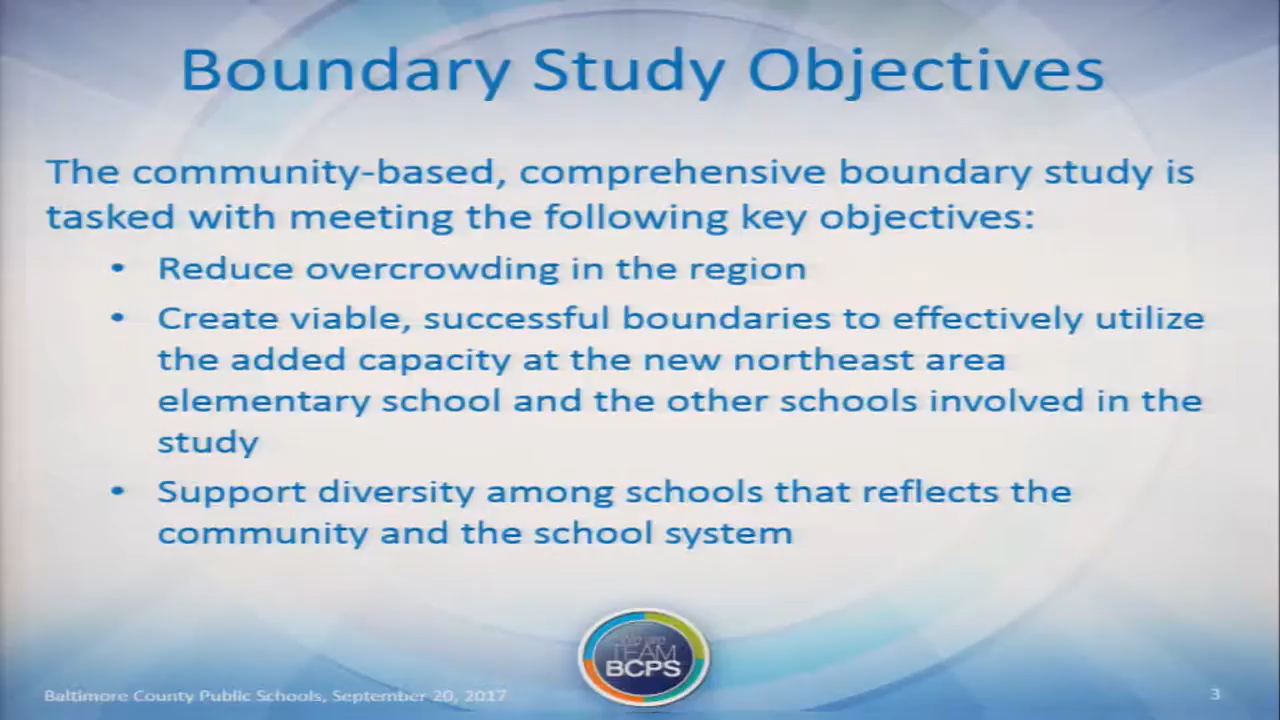 Boundary Study Objectives
The community-based, comprehensive boundary study is
tasked with meeting the following key objectives:
• Reduce overcrowding in the region
• Create viable, successful boundaries to effectively utilize
the added capacity at the new northeast area
elementary school and the other schools involved in the
study
• Support diversity among schools that reflects the
community and the school system
We are
TEAM
BCPS
Baltimore County Public Schools, September 20, 2017
3